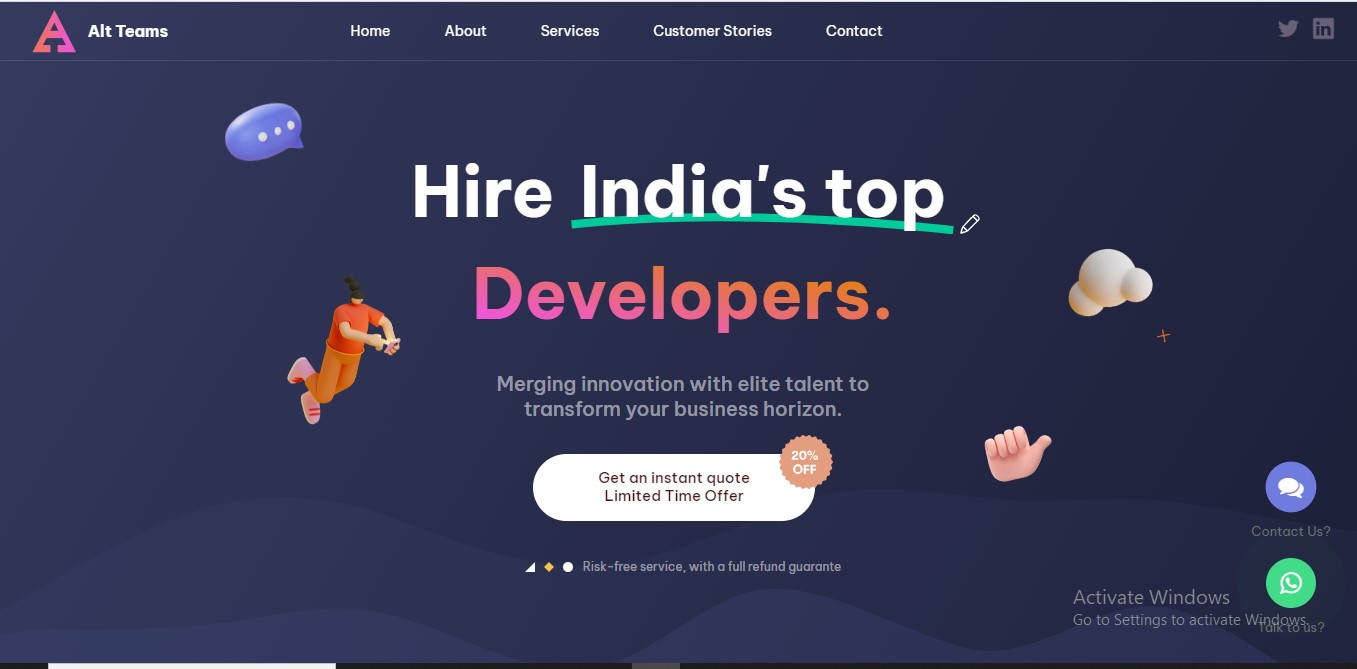 Alt Teams
Home About Services Customer Stories Contact
Hire India's top
Developers.
Merging innovation with elite talent to
transform your business horizon.
20%
OFF
Get an instant quote
Limited Time Offer
Risk-free service, with a full refund guarante
Contact Us?
Activate Windows
Go to Settings to activate Windows.
Talk to us?